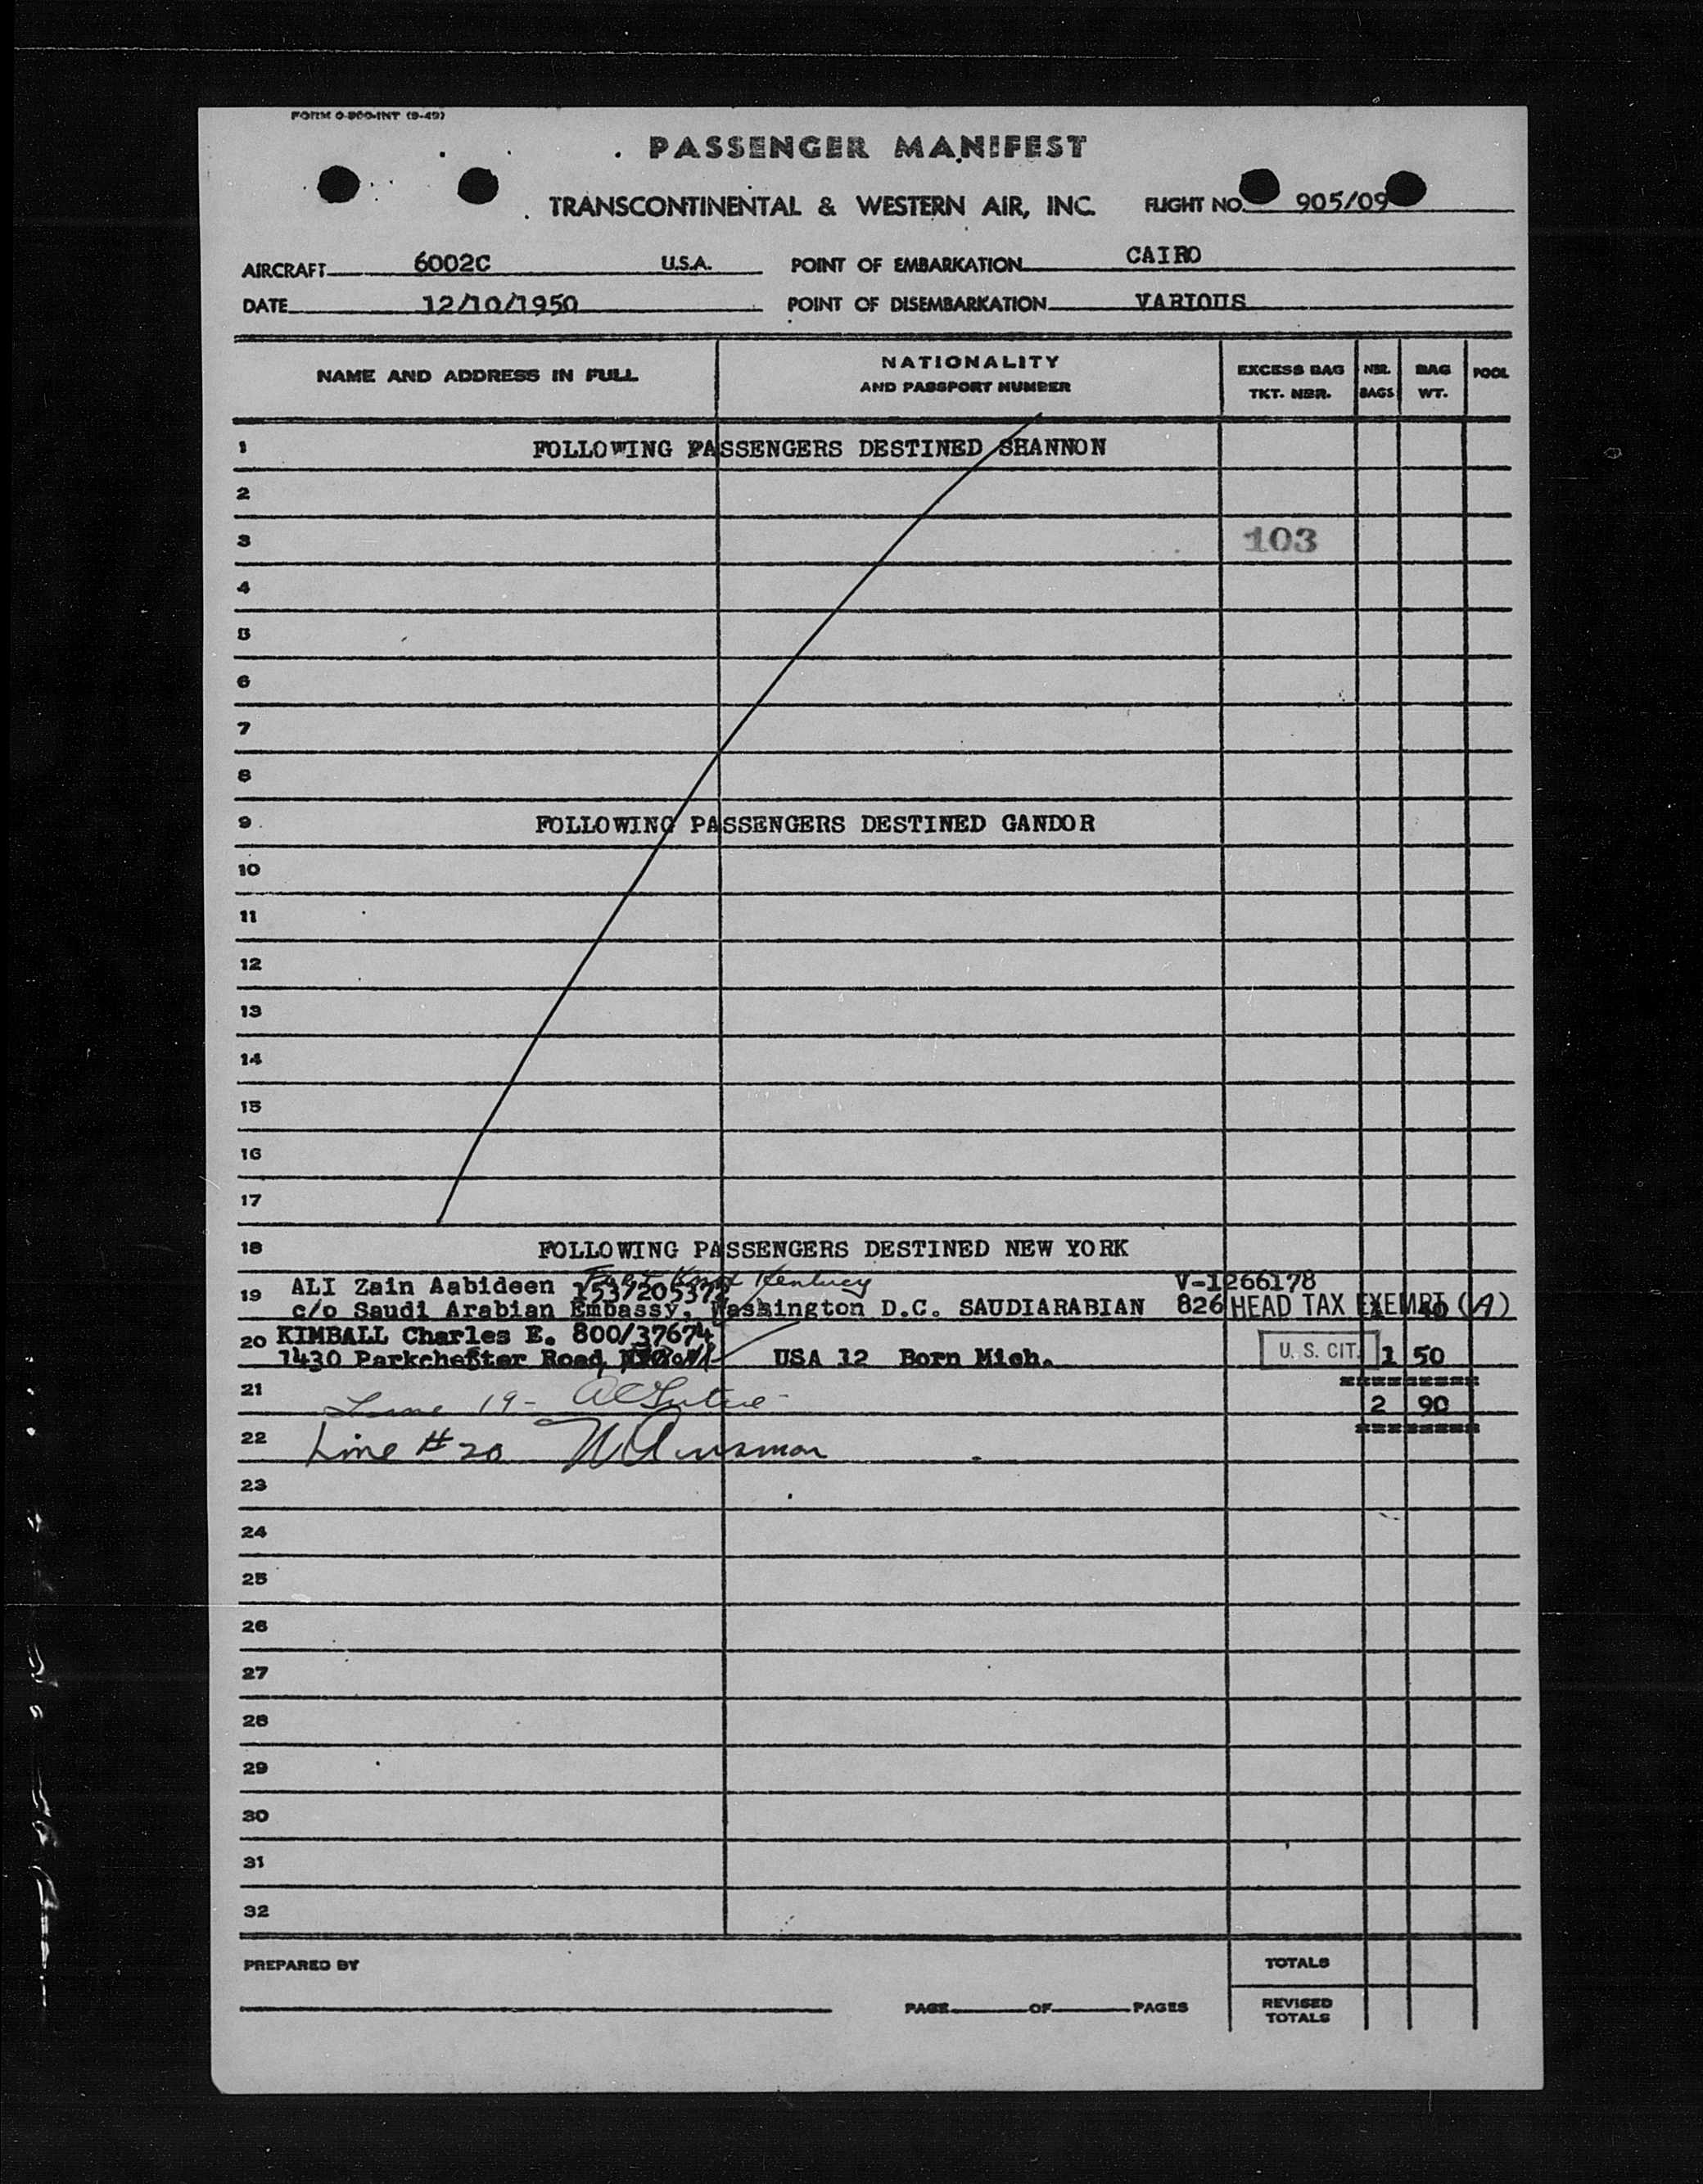 FORM O-800-INT (9-49)
PASSENGER MANIFEST
TRANSCONTINENTAL & WESTERN AIR, INC. FLIGHT NO. 905/09
AIRCRAFT 6002C U.S.A. POINT OF EMBARKATION CAIRO
DATE 12/10/1950 POINT OF DISEMBARKATION VARIOUS
NAME AND ADDRESS IN FULL NATIONALITY AND PASSPORT NUMBER EXCESS BAG TKT. NBR. NBR. BAGS BAG WT. POOL
1 FOLLOWING PASSENGERS DESTINED SHANNON
2
3 103
4
5
6
7
8
9 FOLLOWING PASSENGERS DESTINED GANDOR
10
11
12
13
14
15
16
17
18 FOLLOWING PASSENGERS DESTINED NEW YORK
Fort Knox Kentucy
19 ALI Zain Aabideen 153/205372 V-1266178
c/o Saudi Arabian Embassy, Washington D.C. SAUDIARABIAN 826 HEAD TAX EXEMPT (A) 1 40
20 KIMBALL Charles E. 800/37674
1430 Parkchester Road, USA 12 Born Mich. U. S. CIT. 1 50
21 Line 19-
2 90
22 Line # 20
23
24
25
26
27
28
29
30
31
32
PREPARED BY TOTALS
PAGE OF PAGES REVISED TOTALS